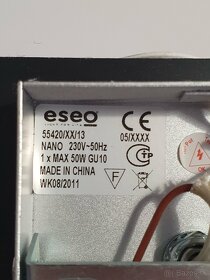 eseo
55420/XX/13
05/XXXX
NANO 230V~50Hz
1 x MAX 50W GU10
MADE IN CHINA
WK08/2011
CE
F